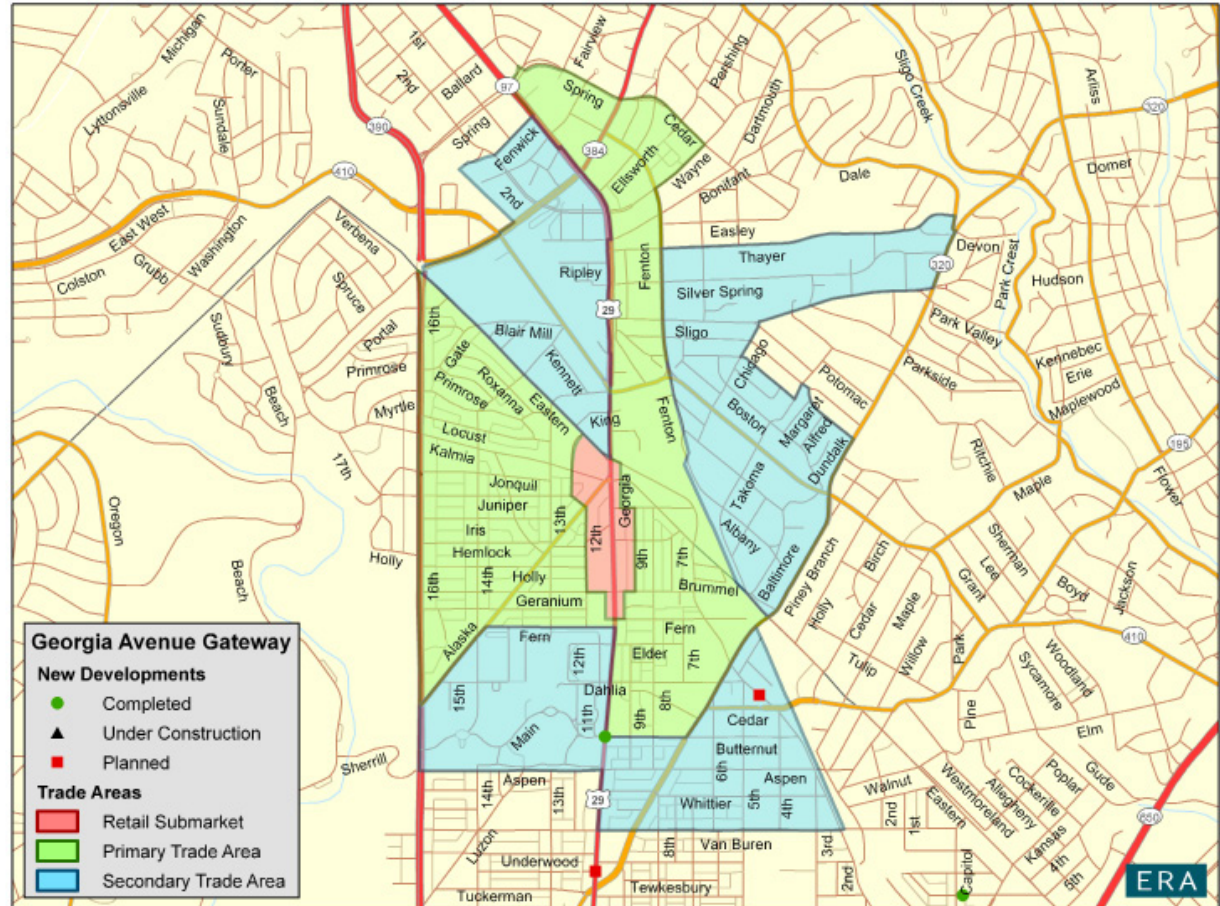 Michigan
Porter
Lyttonsville
Sundale
1st
2nd
Ballard
97
Fairview
Spring
Pershing
Dartmouth
Sligo Creek
Arliss
320
390
Spring
Fenwick
384
Cedar
Ellsworth
Wayne
Bonifant
Dale
Domer
410
2nd
East West
Colston
Grubb
Washington
Verbena
Spruce
Portal
Sudbury
Beach
Primrose
Myrtle
17th
Easley
Thayer
Devon
320
Park Crest
Hudson
Ripley
Fenton
Silver Spring
29
Sligo
Park Valley
Parkside
Kennebec
Erie
Maplewood
16th
Gate
Roxanna
Primrose
Eastern
Blair Mill
Kennett
King
Chicago
Boston
Potomac
Margaret
Alfred
Dundalk
Fenton
195
Flower
Locust
Kalmia
Jonquil
Juniper
Iris
Hemlock
Holly
13th
12th
Georgia
9th
7th
Takoma
Albany
Baltimore
Ritchie
Maple
Oregon
Beach
Holly
16th
14th
Geranium
Brummel
Piney Branch
Holly
Birch
Cedar
Maple
Willow
Tulip
Grant
Sherman
Lee
Boyd
Jackson
410
Park
Alaska
Fern
Fern
Elder
7th
12th
Dahlia
8th
9th
11th
15th
Main
Cedar
Butternut
6th
Aspen
5th
4th
Whittier
Pine
Sycamore
Woodland
Elm
Sherrill
Aspen
14th
13th
29
Luzon
Underwood
Tuckerman
8th
Van Buren
Tewkesbury
3rd
2nd
Walnut
2nd
1st
Eastern
Westmoreland
Allegheny
Cockerille
Poplar
Gude
Kansas
4th
5th
650
Capitol
Georgia Avenue Gateway
New Developments
Completed
Under Construction
Planned
Trade Areas
Retail Submarket
Primary Trade Area
Secondary Trade Area
ERA